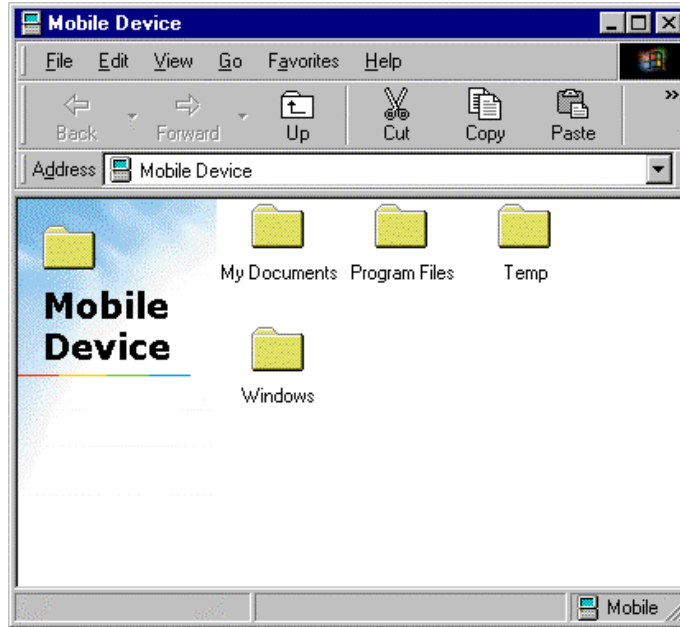 Mobile Device
File Edit View Go Favorites Help
Back Forward Up Cut Copy Paste »
Address Mobile Device
Mobile
Device
My Documents Program Files Temp
Windows
Mobile